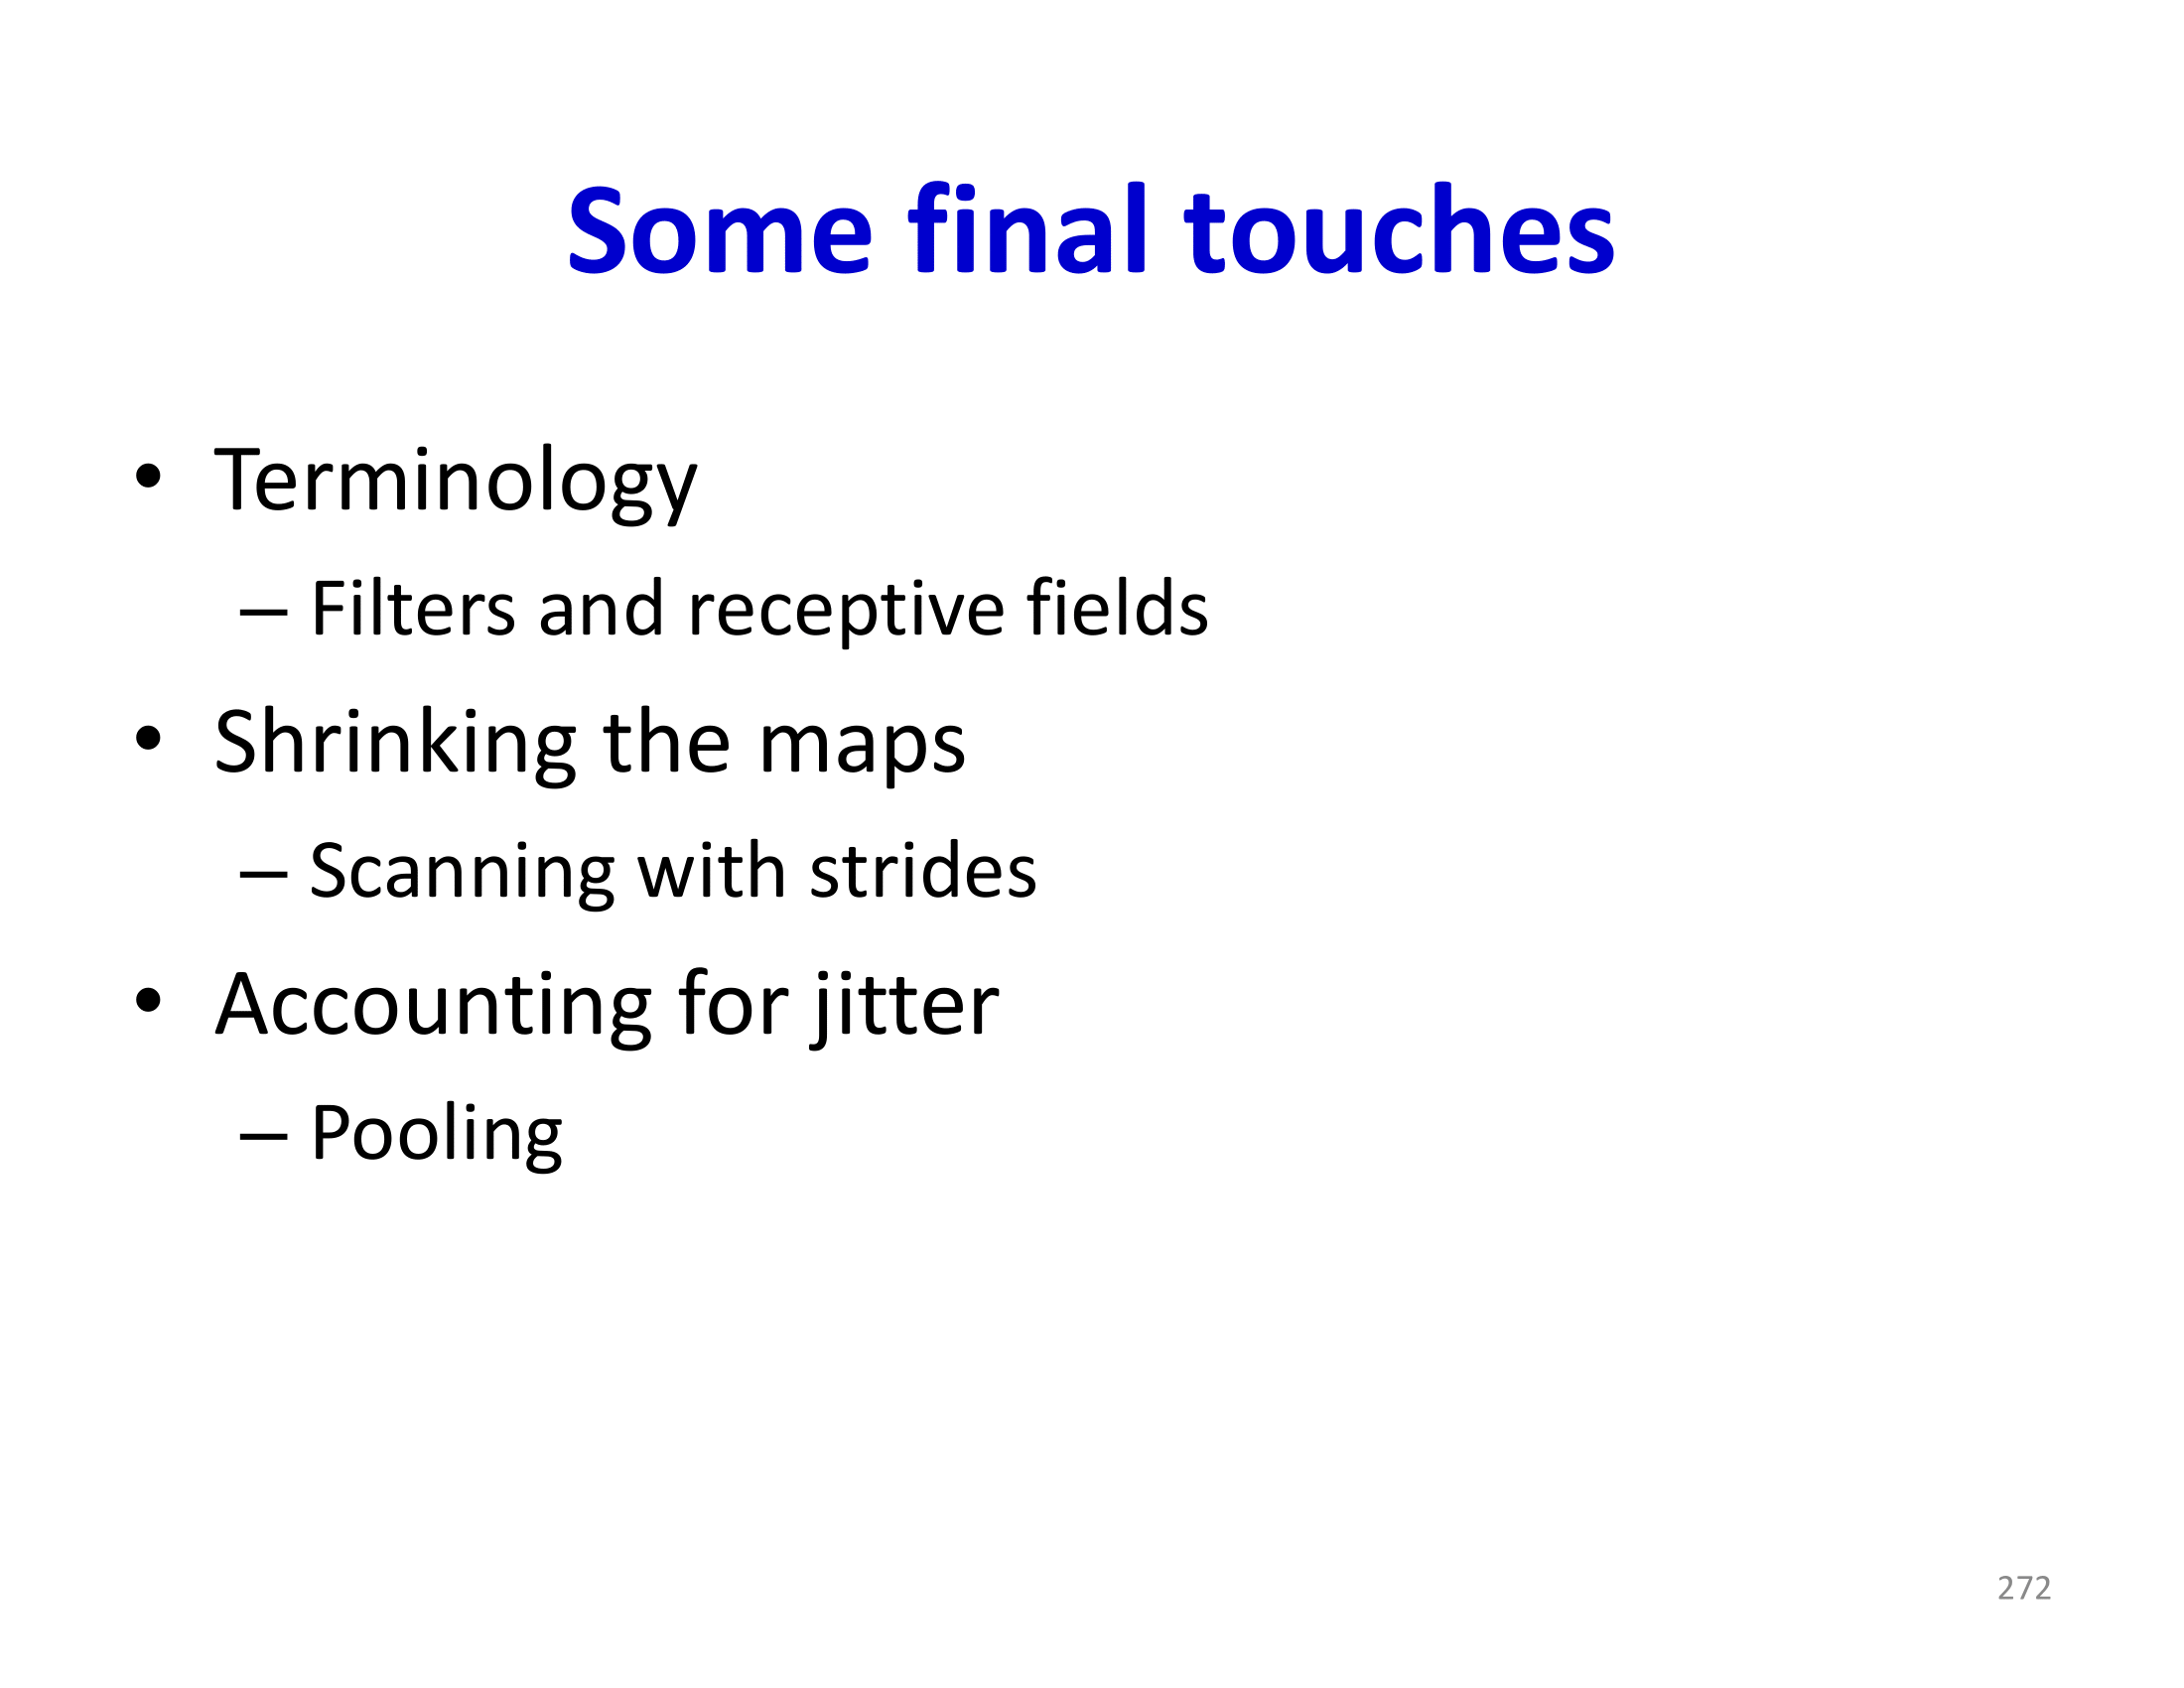 Some final touches
• Terminology
– Filters and receptive fields
• Shrinking the maps
– Scanning with strides
• Accounting for jitter
– Pooling
272